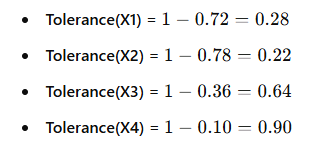 • Tolerance(X1) = 1 − 0.72 = 0.28
• Tolerance(X2) = 1 − 0.78 = 0.22
• Tolerance(X3) = 1 − 0.36 = 0.64
• Tolerance(X4) = 1 − 0.10 = 0.90